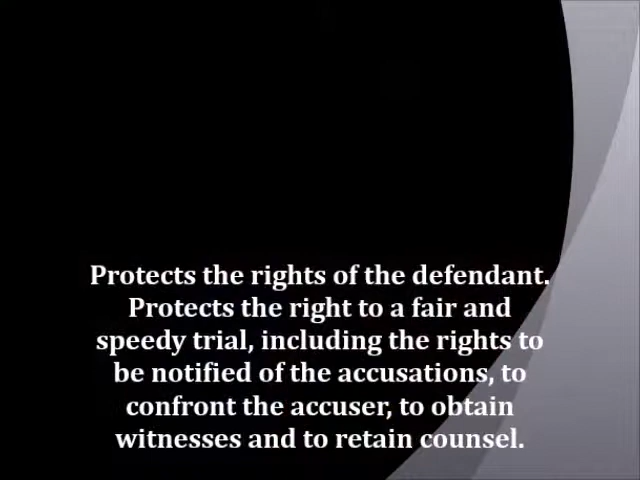 Protects the rights of the defendant.
Protects the right to a fair and
speedy trial, including the rights to
be notified of the accusations, to
confront the accuser, to obtain
witnesses and to retain counsel.